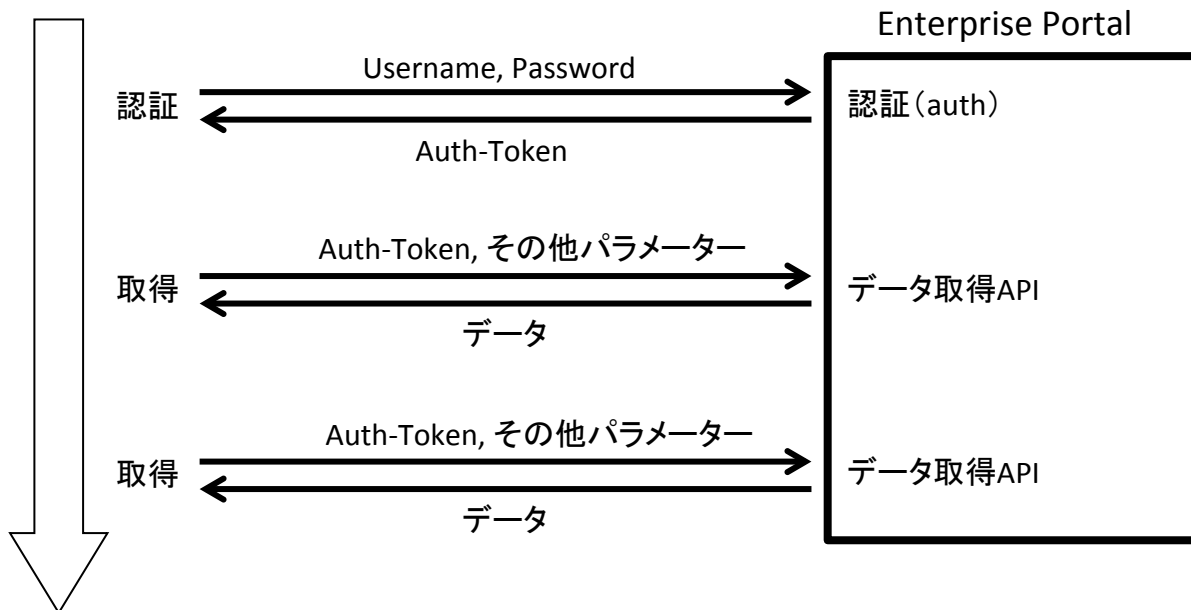 Enterprise Portal
Username, Password
認証
認証（auth）
Auth-Token
Auth-Token, その他パラメーター
取得
データ取得API
データ
Auth-Token, その他パラメーター
取得
データ取得API
データ